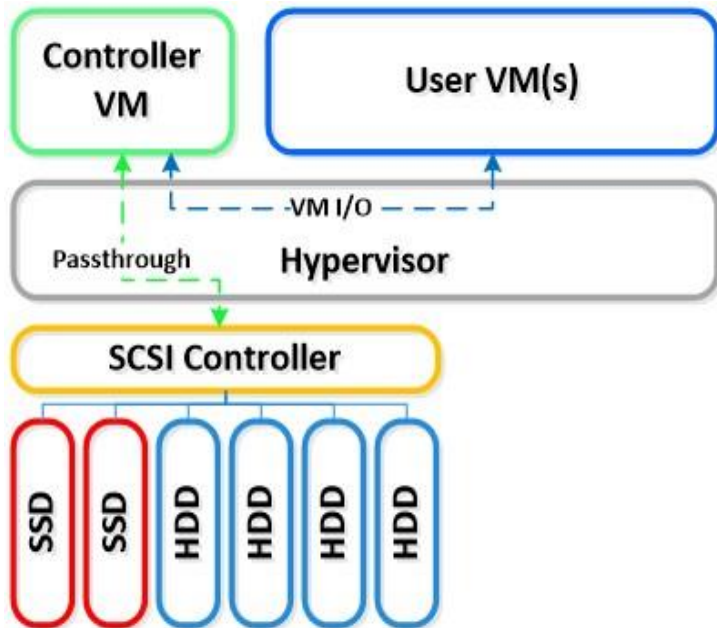 Controller
VM
User VM(s)
VM I/O
Passthrough
Hypervisor
SCSI Controller
SSD
SSD
HDD
HDD
HDD
HDD